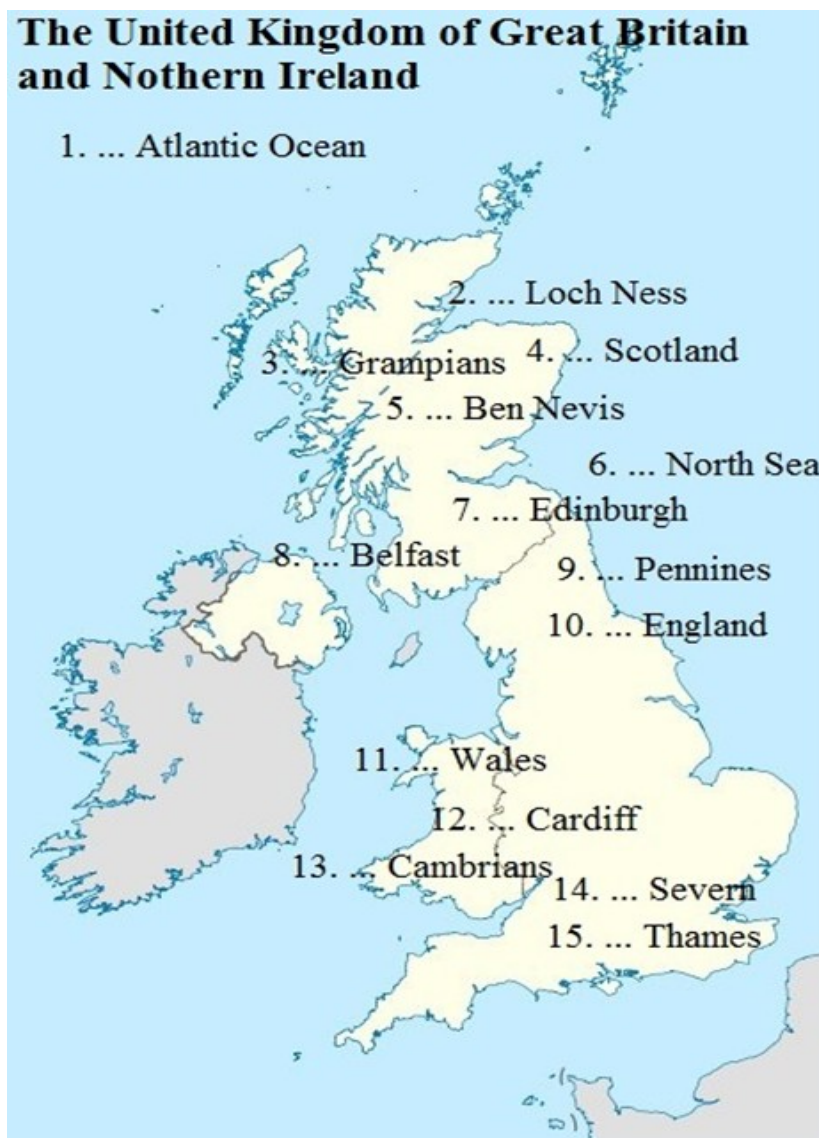 The United Kingdom of Great Britain
and Nothern Ireland
1. ... Atlantic Ocean
2. ... Loch Ness
3. ... Grampians
4. ... Scotland
5. ... Ben Nevis
6. ... North Sea
7. ... Edinburgh
8. ... Belfast
9. ... Pennines
10. ... England
11. ... Wales
12. ... Cardiff
13. ... Cambrians
14. ... Severn
15. ... Thames